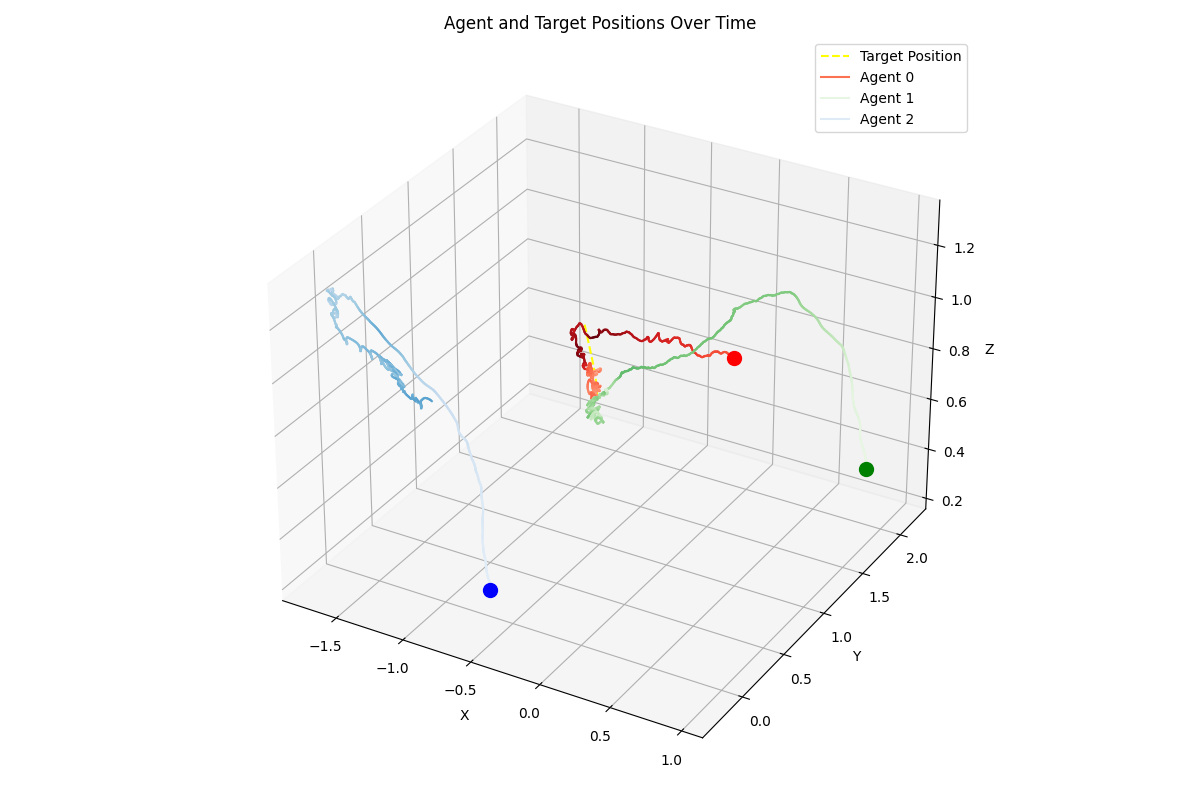 Agent and Target Positions Over Time
Target Position
Agent 0
Agent 1
Agent 2
Z
1.2
1.0
0.8
0.6
0.4
0.2
2.0
1.5
1.0
0.5
0.0
Y
−1.5
−1.0
−0.5
0.0
0.5
1.0
X